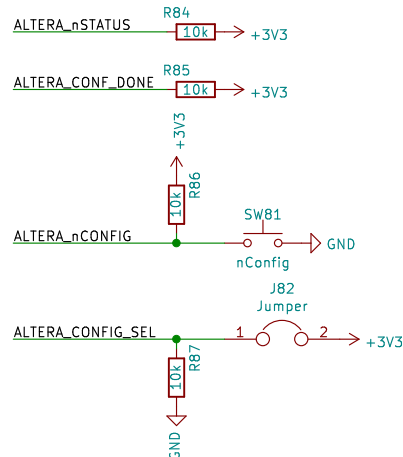 R84
ALTERA_nSTATUS
10k
+3V3
R85
ALTERA_CONF_DONE
10k
+3V3
+3V3
R86
10k
SW81
ALTERA_nCONFIG
GND
nConfig
J82
Jumper
ALTERA_CONFIG_SEL
1
2
+3V3
R87
10k
GND